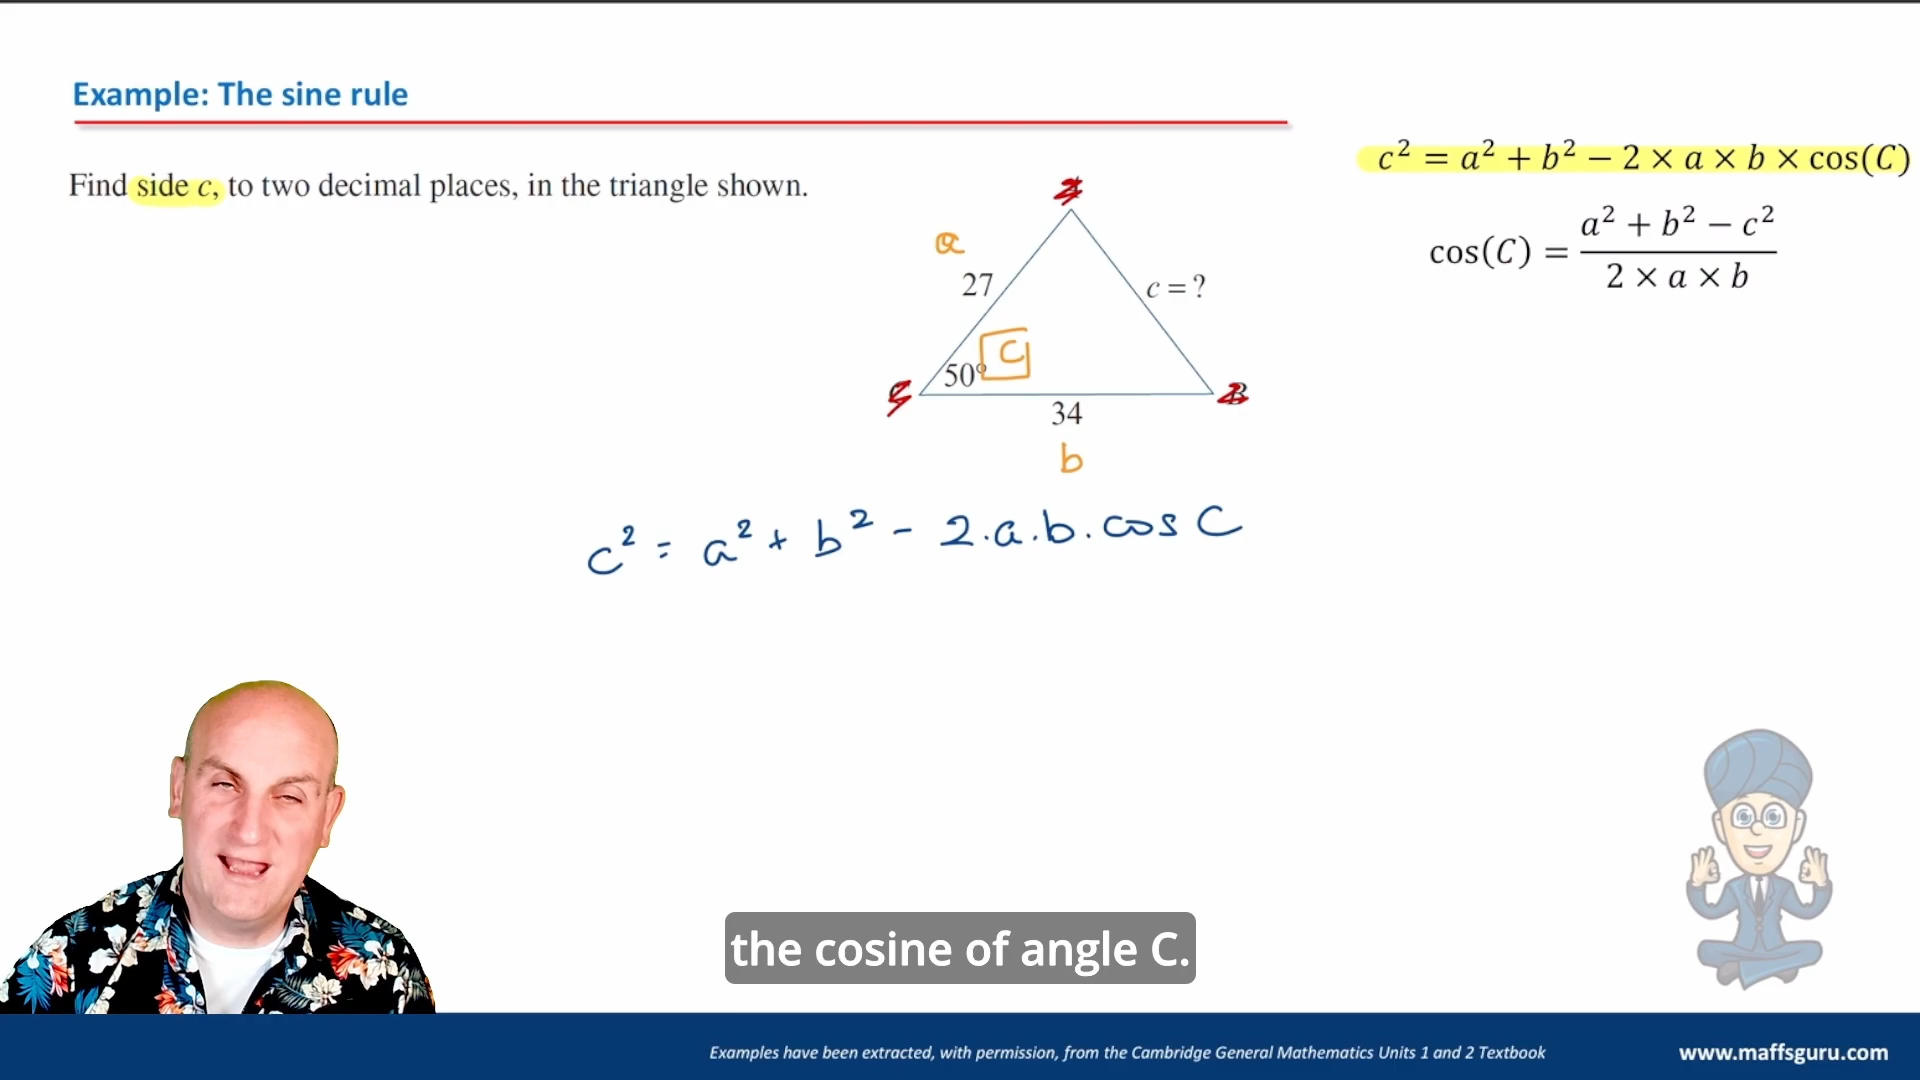 Example: The sine rule
Find side c, to two decimal places, in the triangle shown.
c² = a² + b² − 2 × a × b × cos(C)
cos(C) = (a² + b² − c²) / (2 × a × b)
a
27
c = ?
C
50°
34
b
c² = a² + b² - 2.a.b.cos C
the cosine of angle C.
Examples have been extracted, with permission, from the Cambridge General Mathematics Units 1 and 2 Textbook
www.maffsguru.com